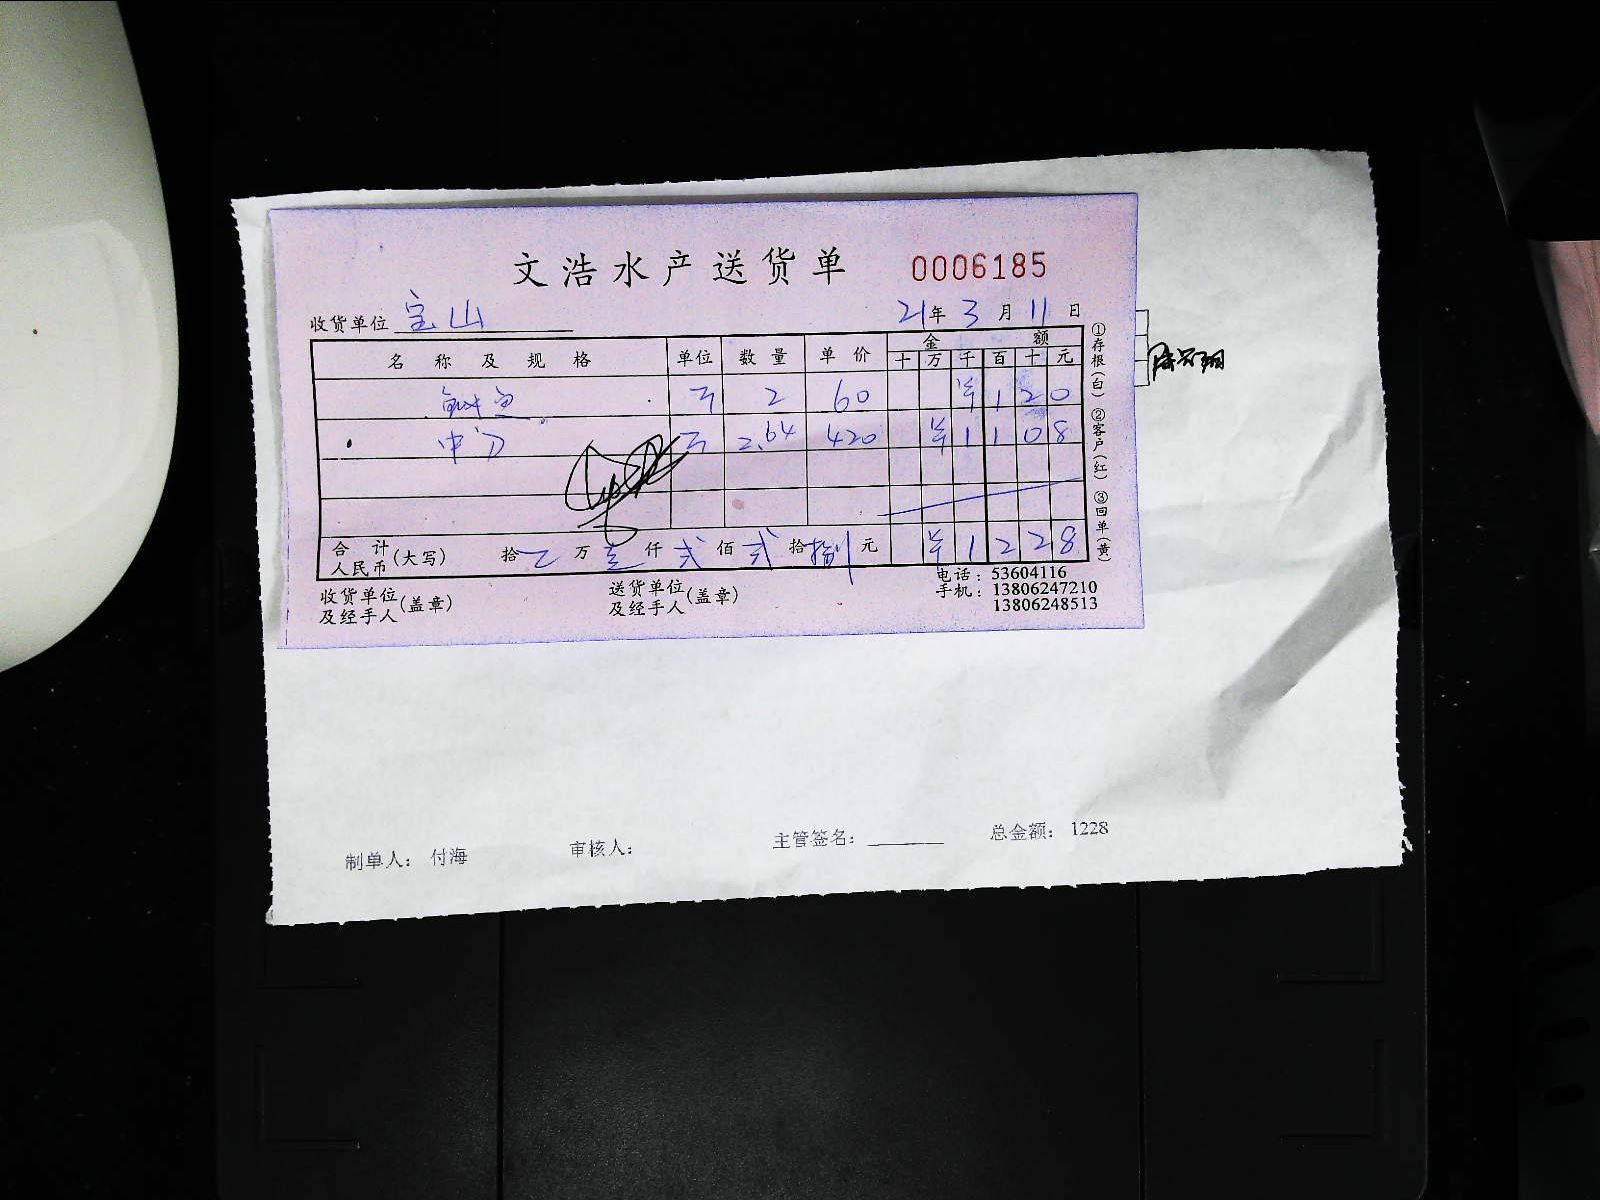 文浩水产送货单 0006185
收货单位 宝山 21年3月11日
名称及规格 单位 数量 单价 金额
十 万 千 百 十 元
2 60 ¥ 1 2 0
中刀 2.64 420 ¥ 1 1 0 8
合计人民币(大写) 拾 万 壹 仟 贰 佰 贰 拾 捌 元 ¥ 1 2 2 8
收货单位及经手人(盖章) 送货单位及经手人(盖章) 电话:53604116
手机:13806247210
13806248513
①存根(白) ②客户(红) ③回单(黄)
制单人: 付海 审核人: 主管签名: 总金额: 1228